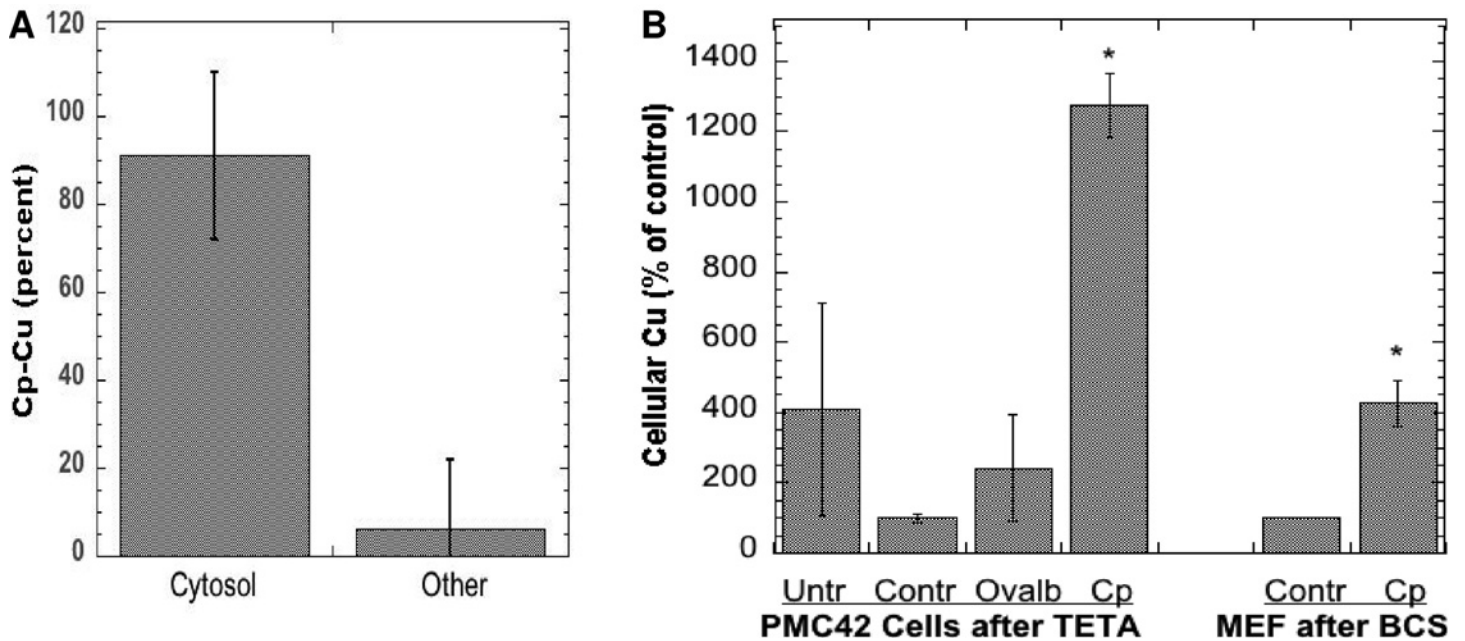 A
Cp-Cu (percent)
120
100
80
60
40
20
0
Cytosol Other
B
Cellular Cu (% of control)
1400
1200
1000
800
600
400
200
0
*
*
Untr Contr Ovalb Cp Contr Cp
PMC42 Cells after TETA MEF after BCS